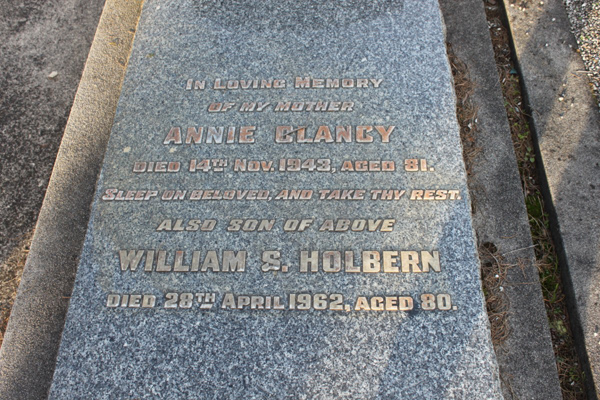 In Loving Memory
of my mother
ANNIE CLANCY
Died 14th Nov. 1943, aged 81.
Sleep on beloved, and take thy rest.
Also son of above
WILLIAM S. HOLBERN
Died 28th April 1962, aged 80.